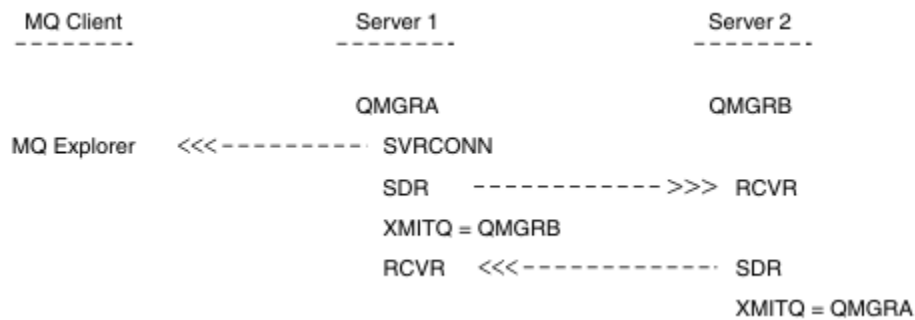 MQ Client Server 1 Server 2
QMGRA QMGRB
MQ Explorer <<<---------- SVRCONN
SDR ------------->>> RCVR
XMITQ = QMGRB
RCVR <<<-------------- SDR
XMITQ = QMGRA